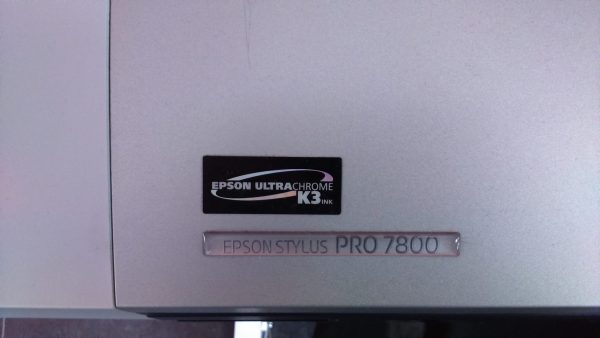 EPSON ULTRACHROME
K3 INK
EPSON STYLUS PRO 7800